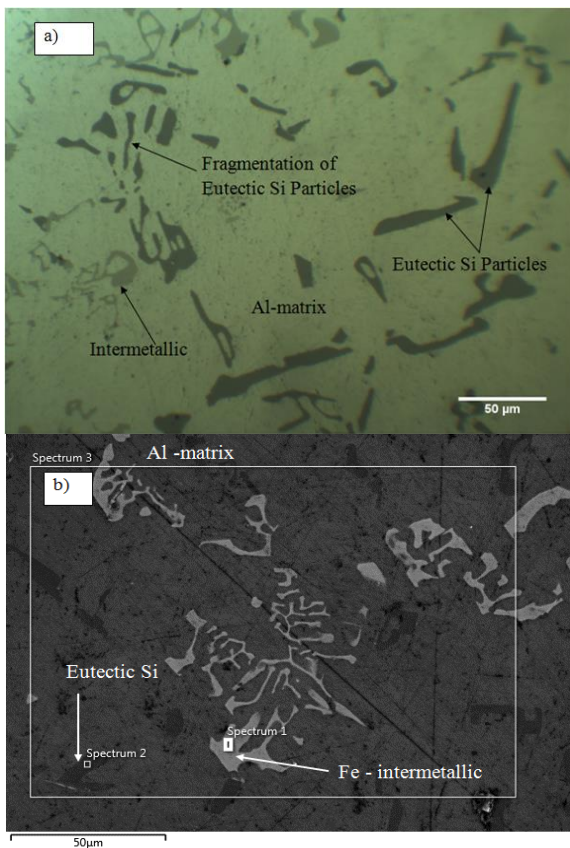 a)
Fragmentation of
Eutectic Si Particles
Eutectic Si Particles
Al-matrix
Intermetallic
50 µm
Spectrum 3
Al -matrix
b)
Eutectic Si
Spectrum 1
Spectrum 2
Fe - intermetallic
50µm